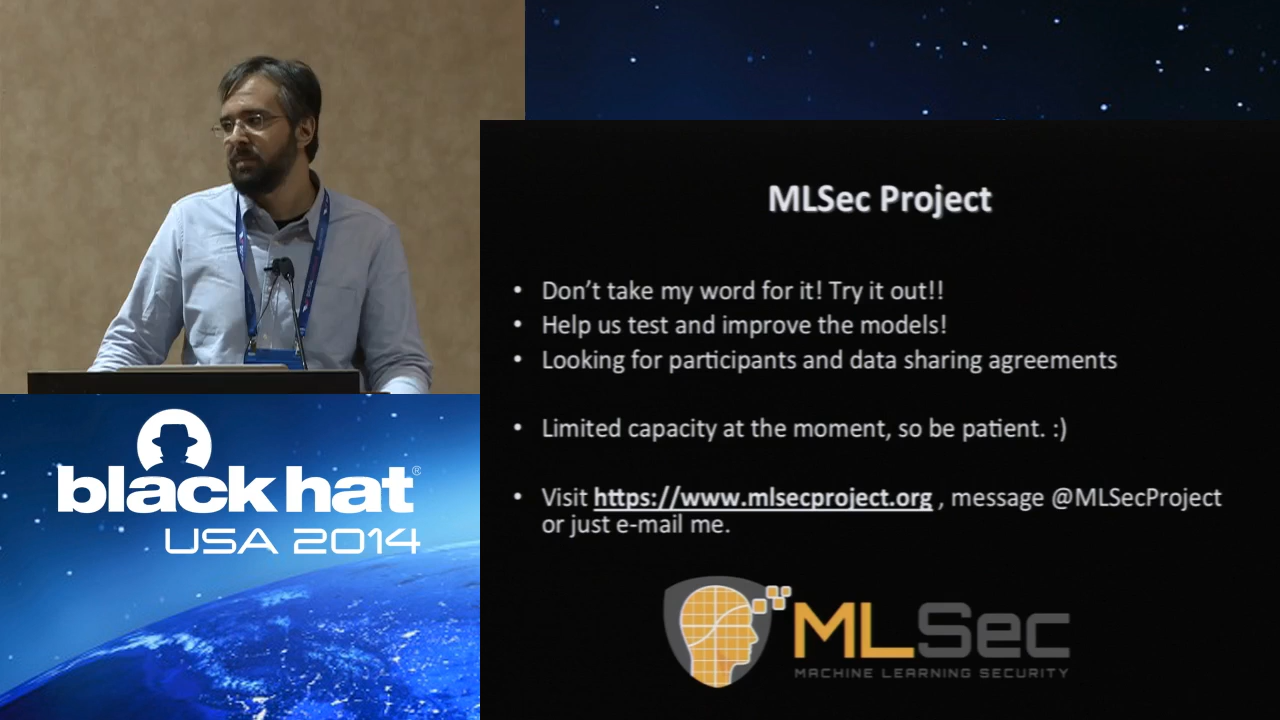 MLSec Project
• Don't take my word for it! Try it out!!
• Help us test and improve the models!
• Looking for participants and data sharing agreements
• Limited capacity at the moment, so be patient. :)
• Visit https://www.mlsecproject.org , message @MLSecProject
or just e-mail me.
MLSec
MACHINE LEARNING SECURITY
black hat®
USA 2014